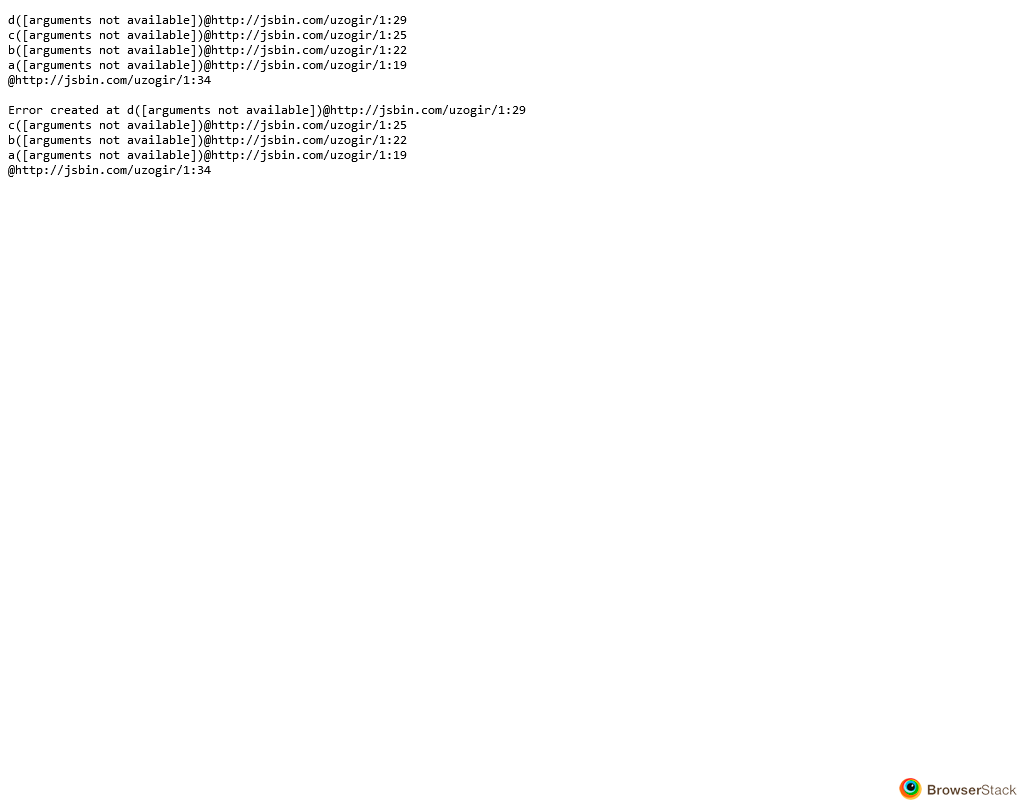 d([arguments not available])@http://jsbin.com/uzogir/1:29
c([arguments not available])@http://jsbin.com/uzogir/1:25
b([arguments not available])@http://jsbin.com/uzogir/1:22
a([arguments not available])@http://jsbin.com/uzogir/1:19
@http://jsbin.com/uzogir/1:34
Error created at d([arguments not available])@http://jsbin.com/uzogir/1:29
c([arguments not available])@http://jsbin.com/uzogir/1:25
b([arguments not available])@http://jsbin.com/uzogir/1:22
a([arguments not available])@http://jsbin.com/uzogir/1:19
@http://jsbin.com/uzogir/1:34
BrowserStack